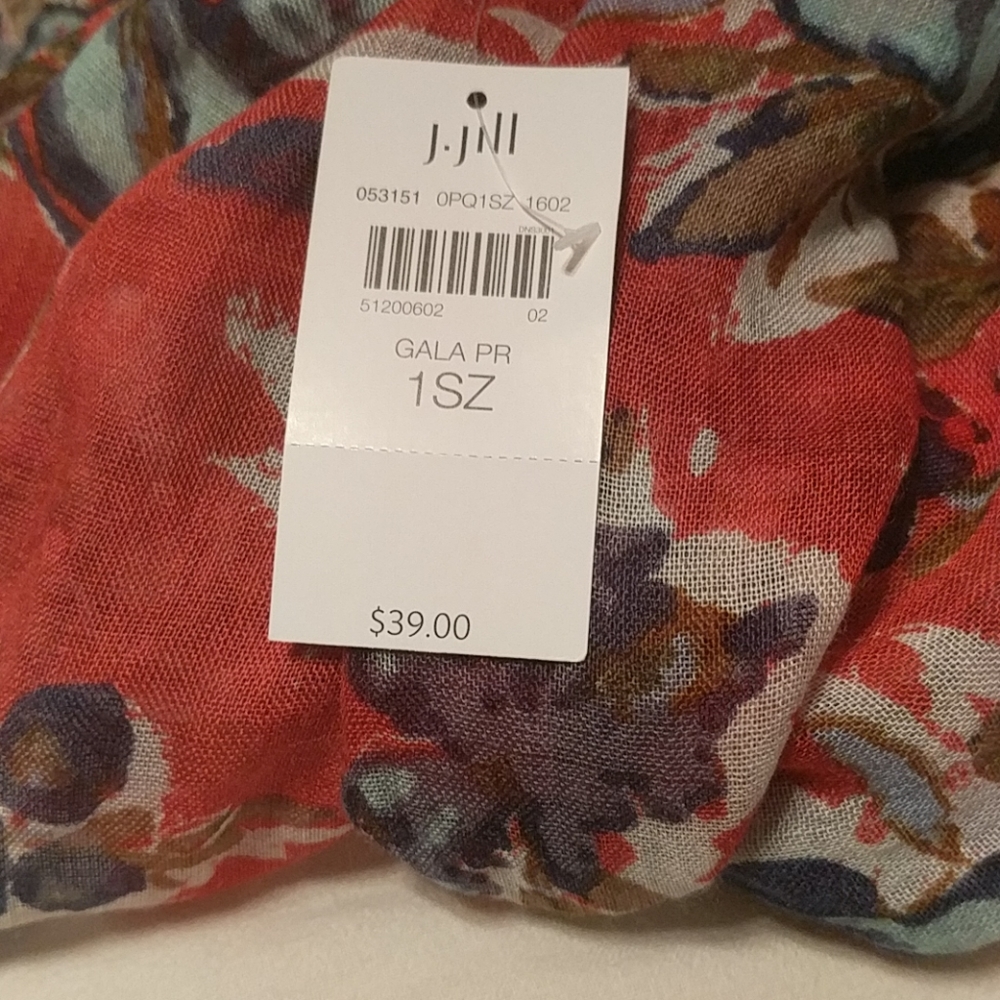 j.jill
053151 0PQ1SZ 1602
51200602 02
GALA PR
1SZ
$39.00